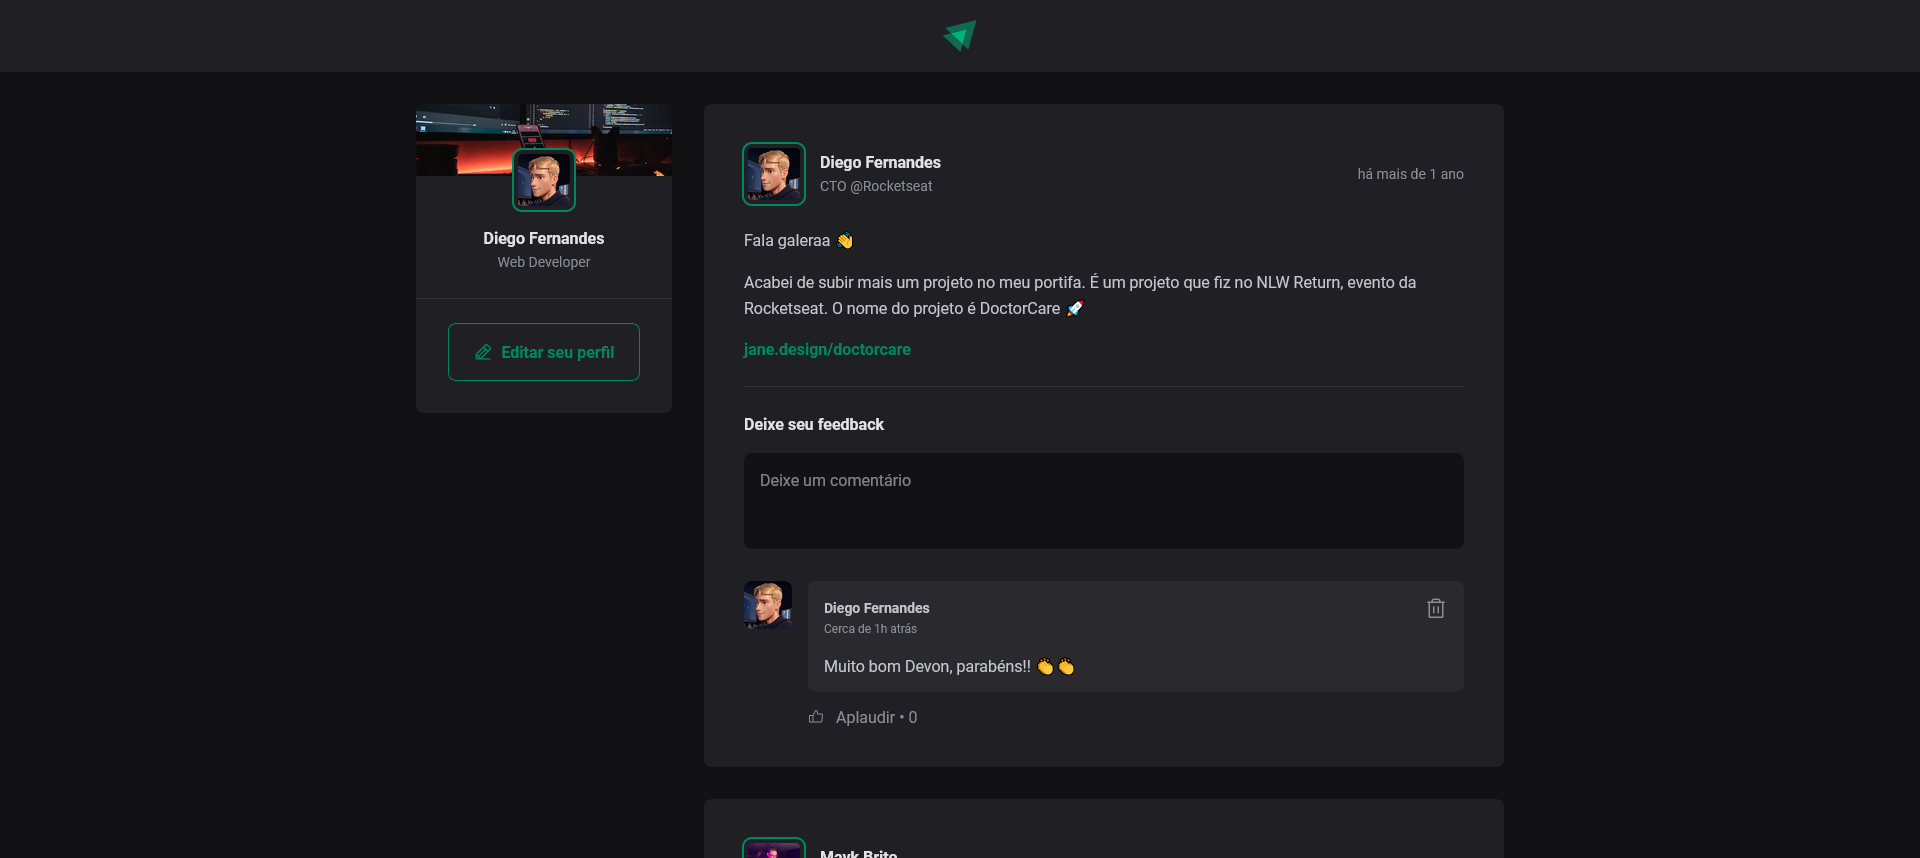 Diego Fernandes
Web Developer
Editar seu perfil
Diego Fernandes
CTO @Rocketseat
há mais de 1 ano
Fala galeraa 👋
Acabei de subir mais um projeto no meu portifa. É um projeto que fiz no NLW Return, evento da
Rocketseat. O nome do projeto é DoctorCare 🚀
jane.design/doctorcare
Deixe seu feedback
Deixe um comentário
Diego Fernandes
Cerca de 1h atrás
Muito bom Devon, parabéns!! 👏👏
Aplaudir • 0
Mayk Brito